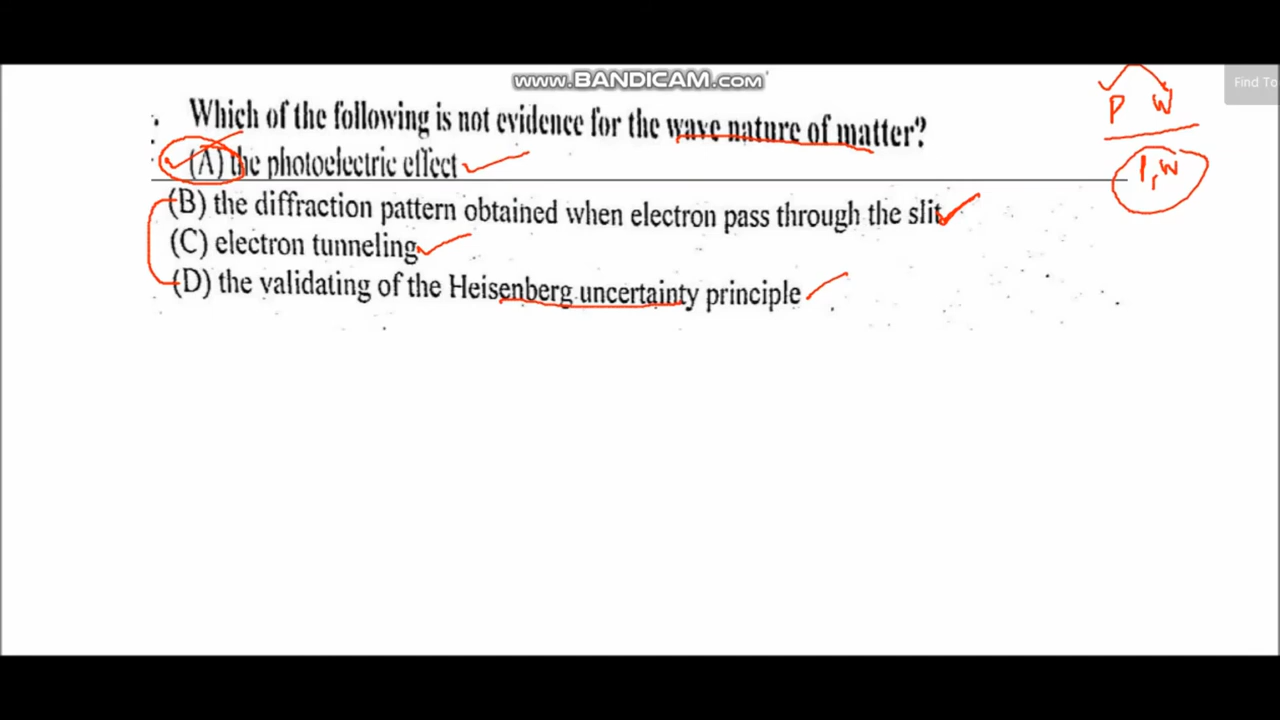 www.BANDICAM.com
Find To
P W
. Which of the following is not evidence for the wave nature of matter?
(A) the photoelectric effect
(B) the diffraction pattern obtained when electron pass through the slit
(C) electron tunneling
(D) the validating of the Heisenberg uncertainty principle